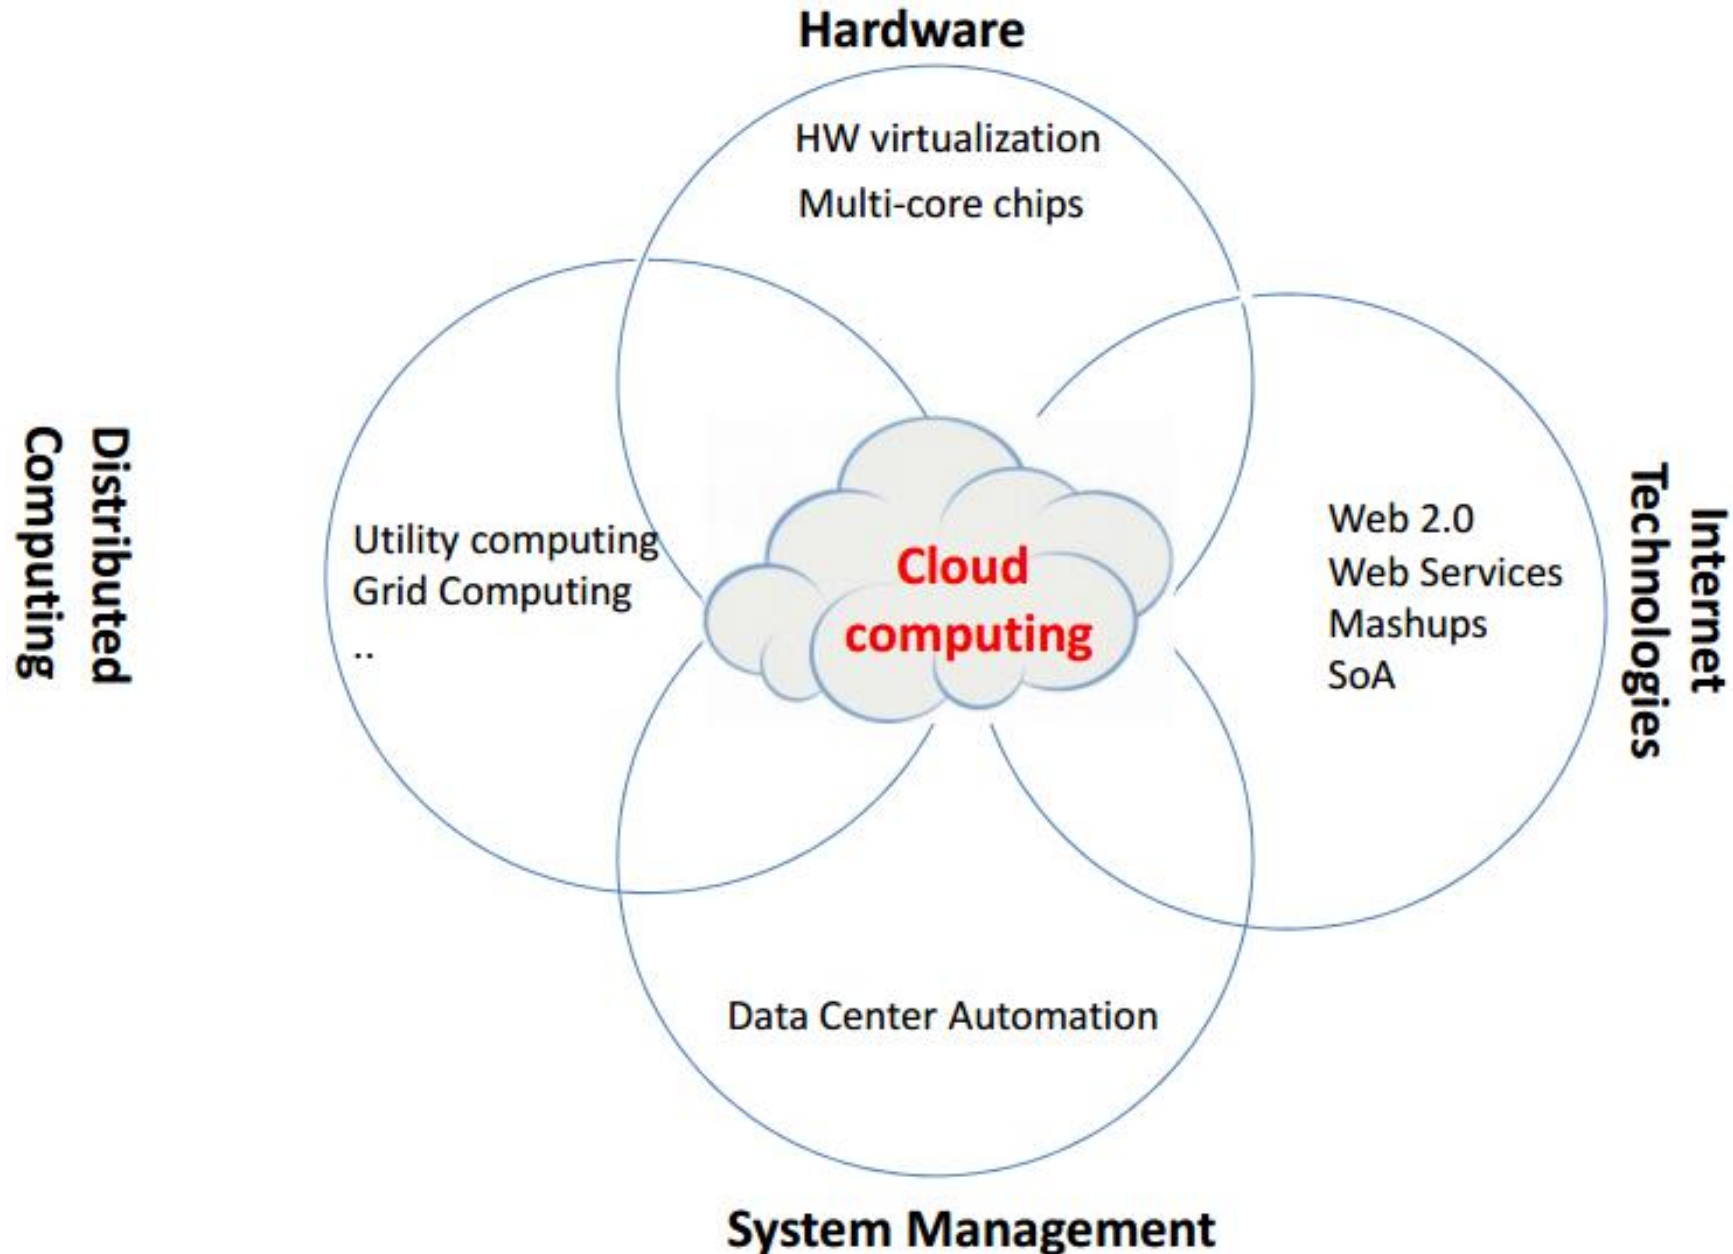 Hardware
HW virtualization
Multi-core chips
Distributed
Computing
Utility computing
Grid Computing
..
Cloud
computing
Web 2.0
Web Services
Mashups
SoA
Internet
Technologies
Data Center Automation
System Management